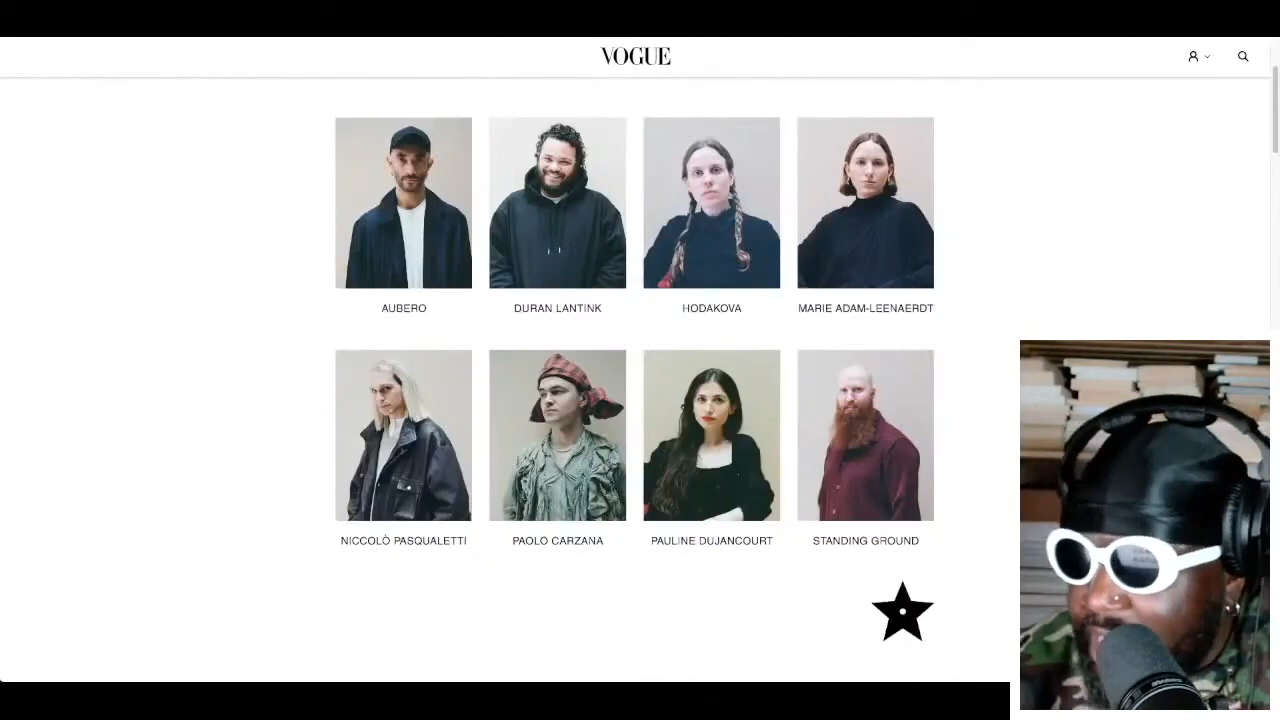 VOGUE
AUBERO
DURAN LANTINK
HODAKOVA
MARIE ADAM-LEENAERDT
NICCOLÒ PASQUALETTI
PAOLO CARZANA
PAULINE DUJANCOURT
STANDING GROUND